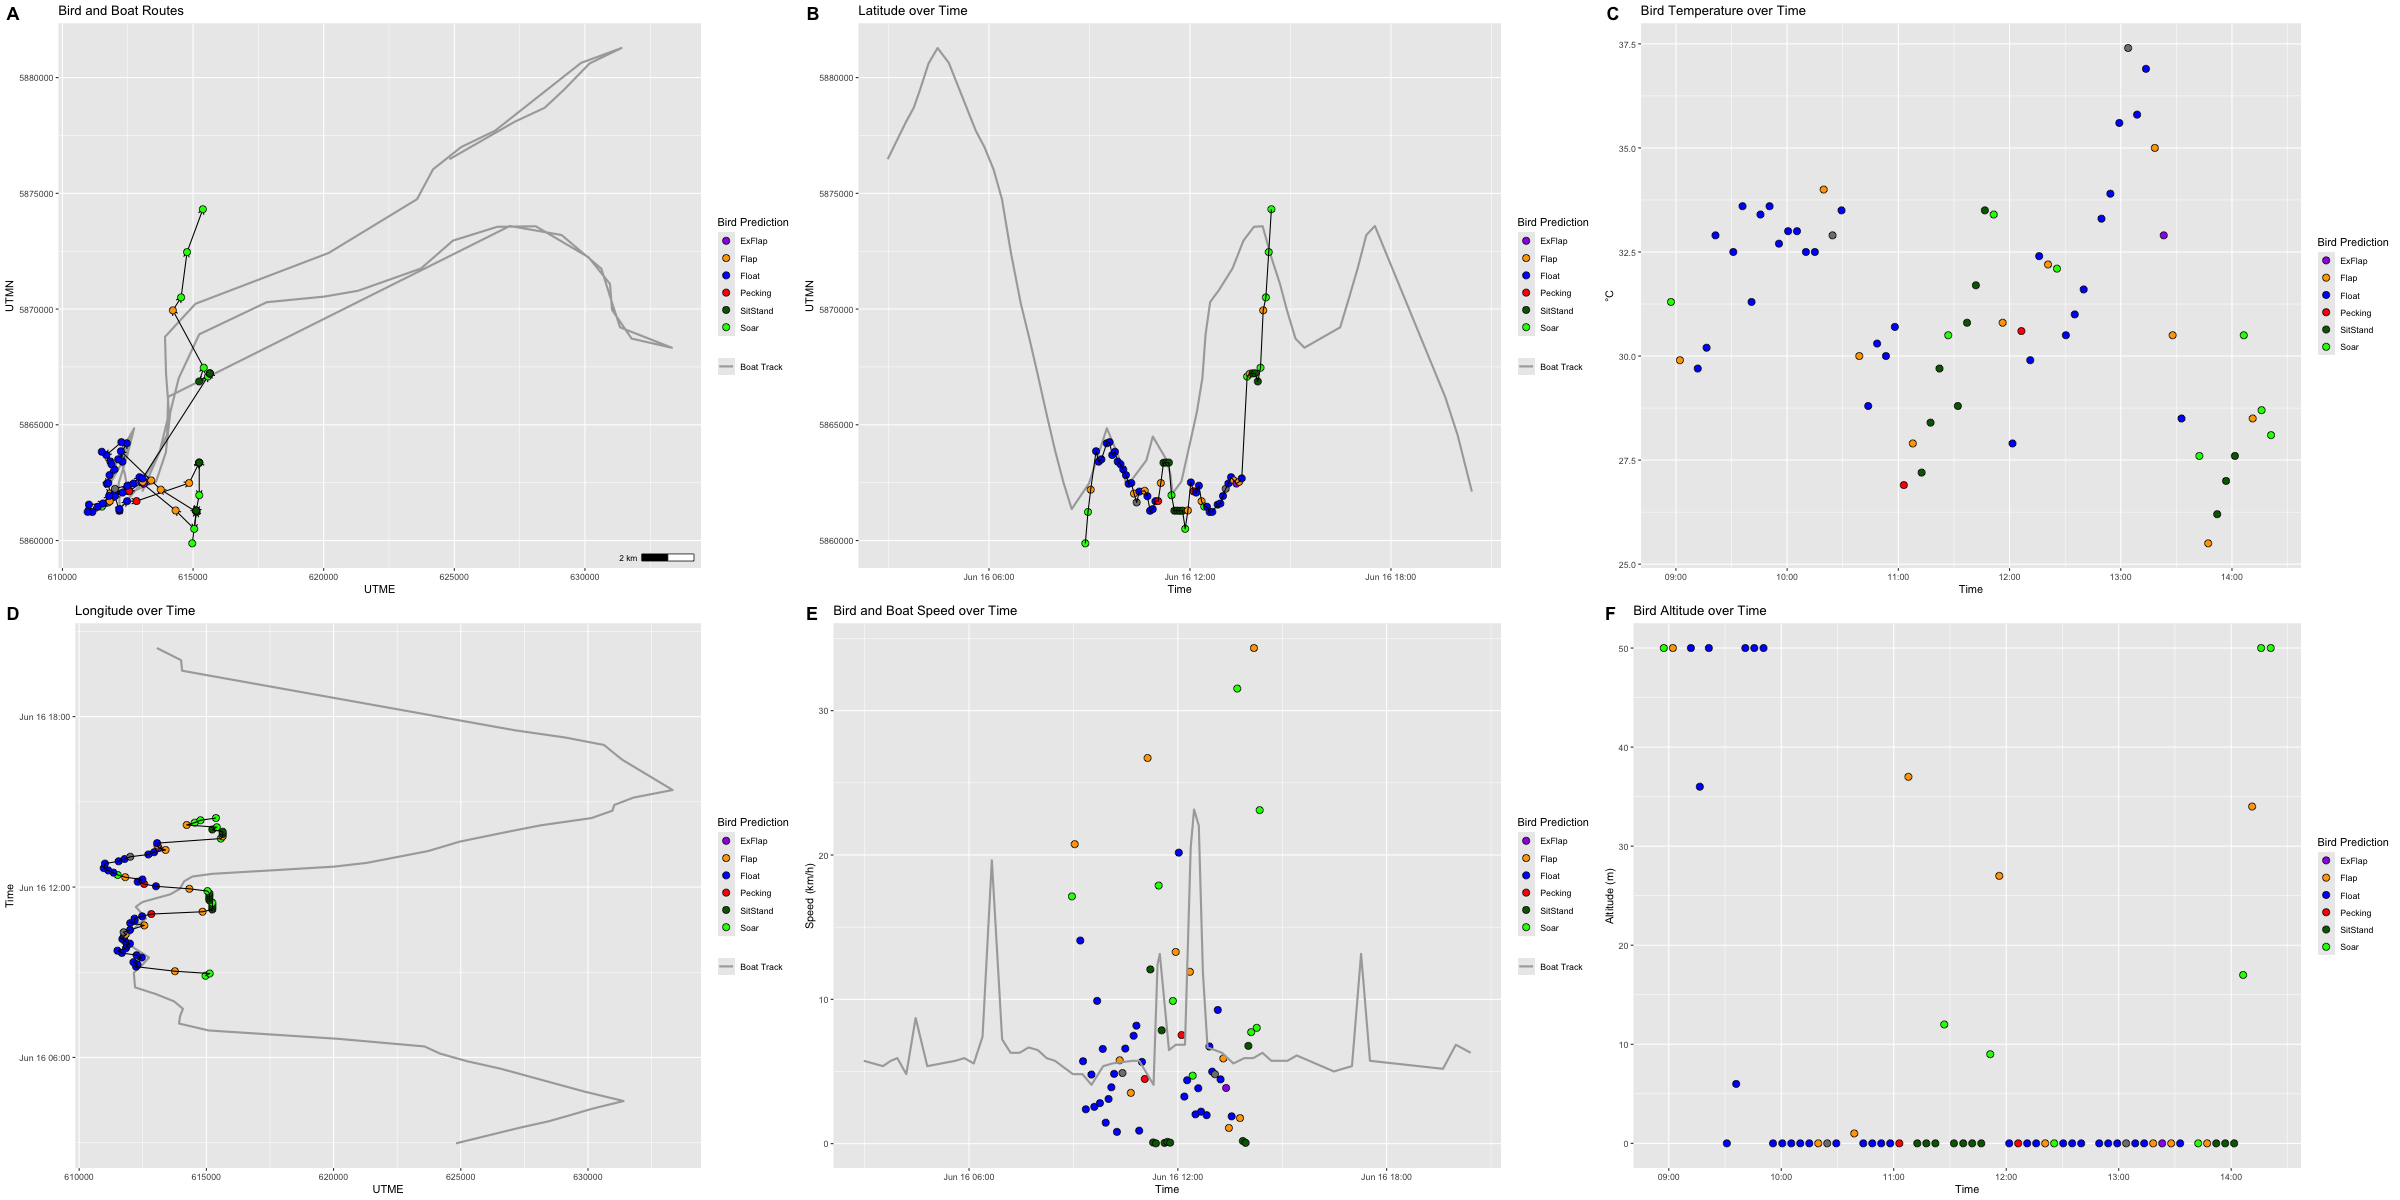 A
Bird and Boat Routes
5880000
5875000
5870000
5865000
5860000
UTMN
610000
615000
620000
625000
630000
UTME
2 km
Bird Prediction
ExFlap
Flap
Float
Pecking
SitStand
Soar
Boat Track
B
Latitude over Time
5880000
5875000
5870000
5865000
5860000
UTMN
Jun 16 06:00
Jun 16 12:00
Jun 16 18:00
Time
Bird Prediction
ExFlap
Flap
Float
Pecking
SitStand
Soar
Boat Track
C
Bird Temperature over Time
37.5
35.0
32.5
30.0
27.5
25.0
°C
09:00
10:00
11:00
12:00
13:00
14:00
Time
Bird Prediction
ExFlap
Flap
Float
Pecking
SitStand
Soar
D
Longitude over Time
Jun 16 18:00
Jun 16 12:00
Jun 16 06:00
Time
610000
615000
620000
625000
630000
UTME
Bird Prediction
ExFlap
Flap
Float
Pecking
SitStand
Soar
Boat Track
E
Bird and Boat Speed over Time
30
20
10
0
Speed (km/h)
Jun 16 06:00
Jun 16 12:00
Jun 16 18:00
Time
Bird Prediction
ExFlap
Flap
Float
Pecking
SitStand
Soar
Boat Track
F
Bird Altitude over Time
50
40
30
20
10
0
Altitude (m)
09:00
10:00
11:00
12:00
13:00
14:00
Time
Bird Prediction
ExFlap
Flap
Float
Pecking
SitStand
Soar